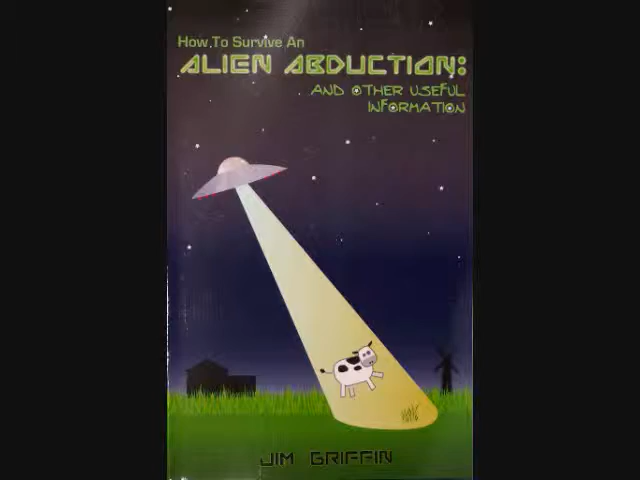 How To Survive An
ALIEN ABDUCTION:
AND OTHER USEFUL
INFORMATION
JIM GRIFFIN